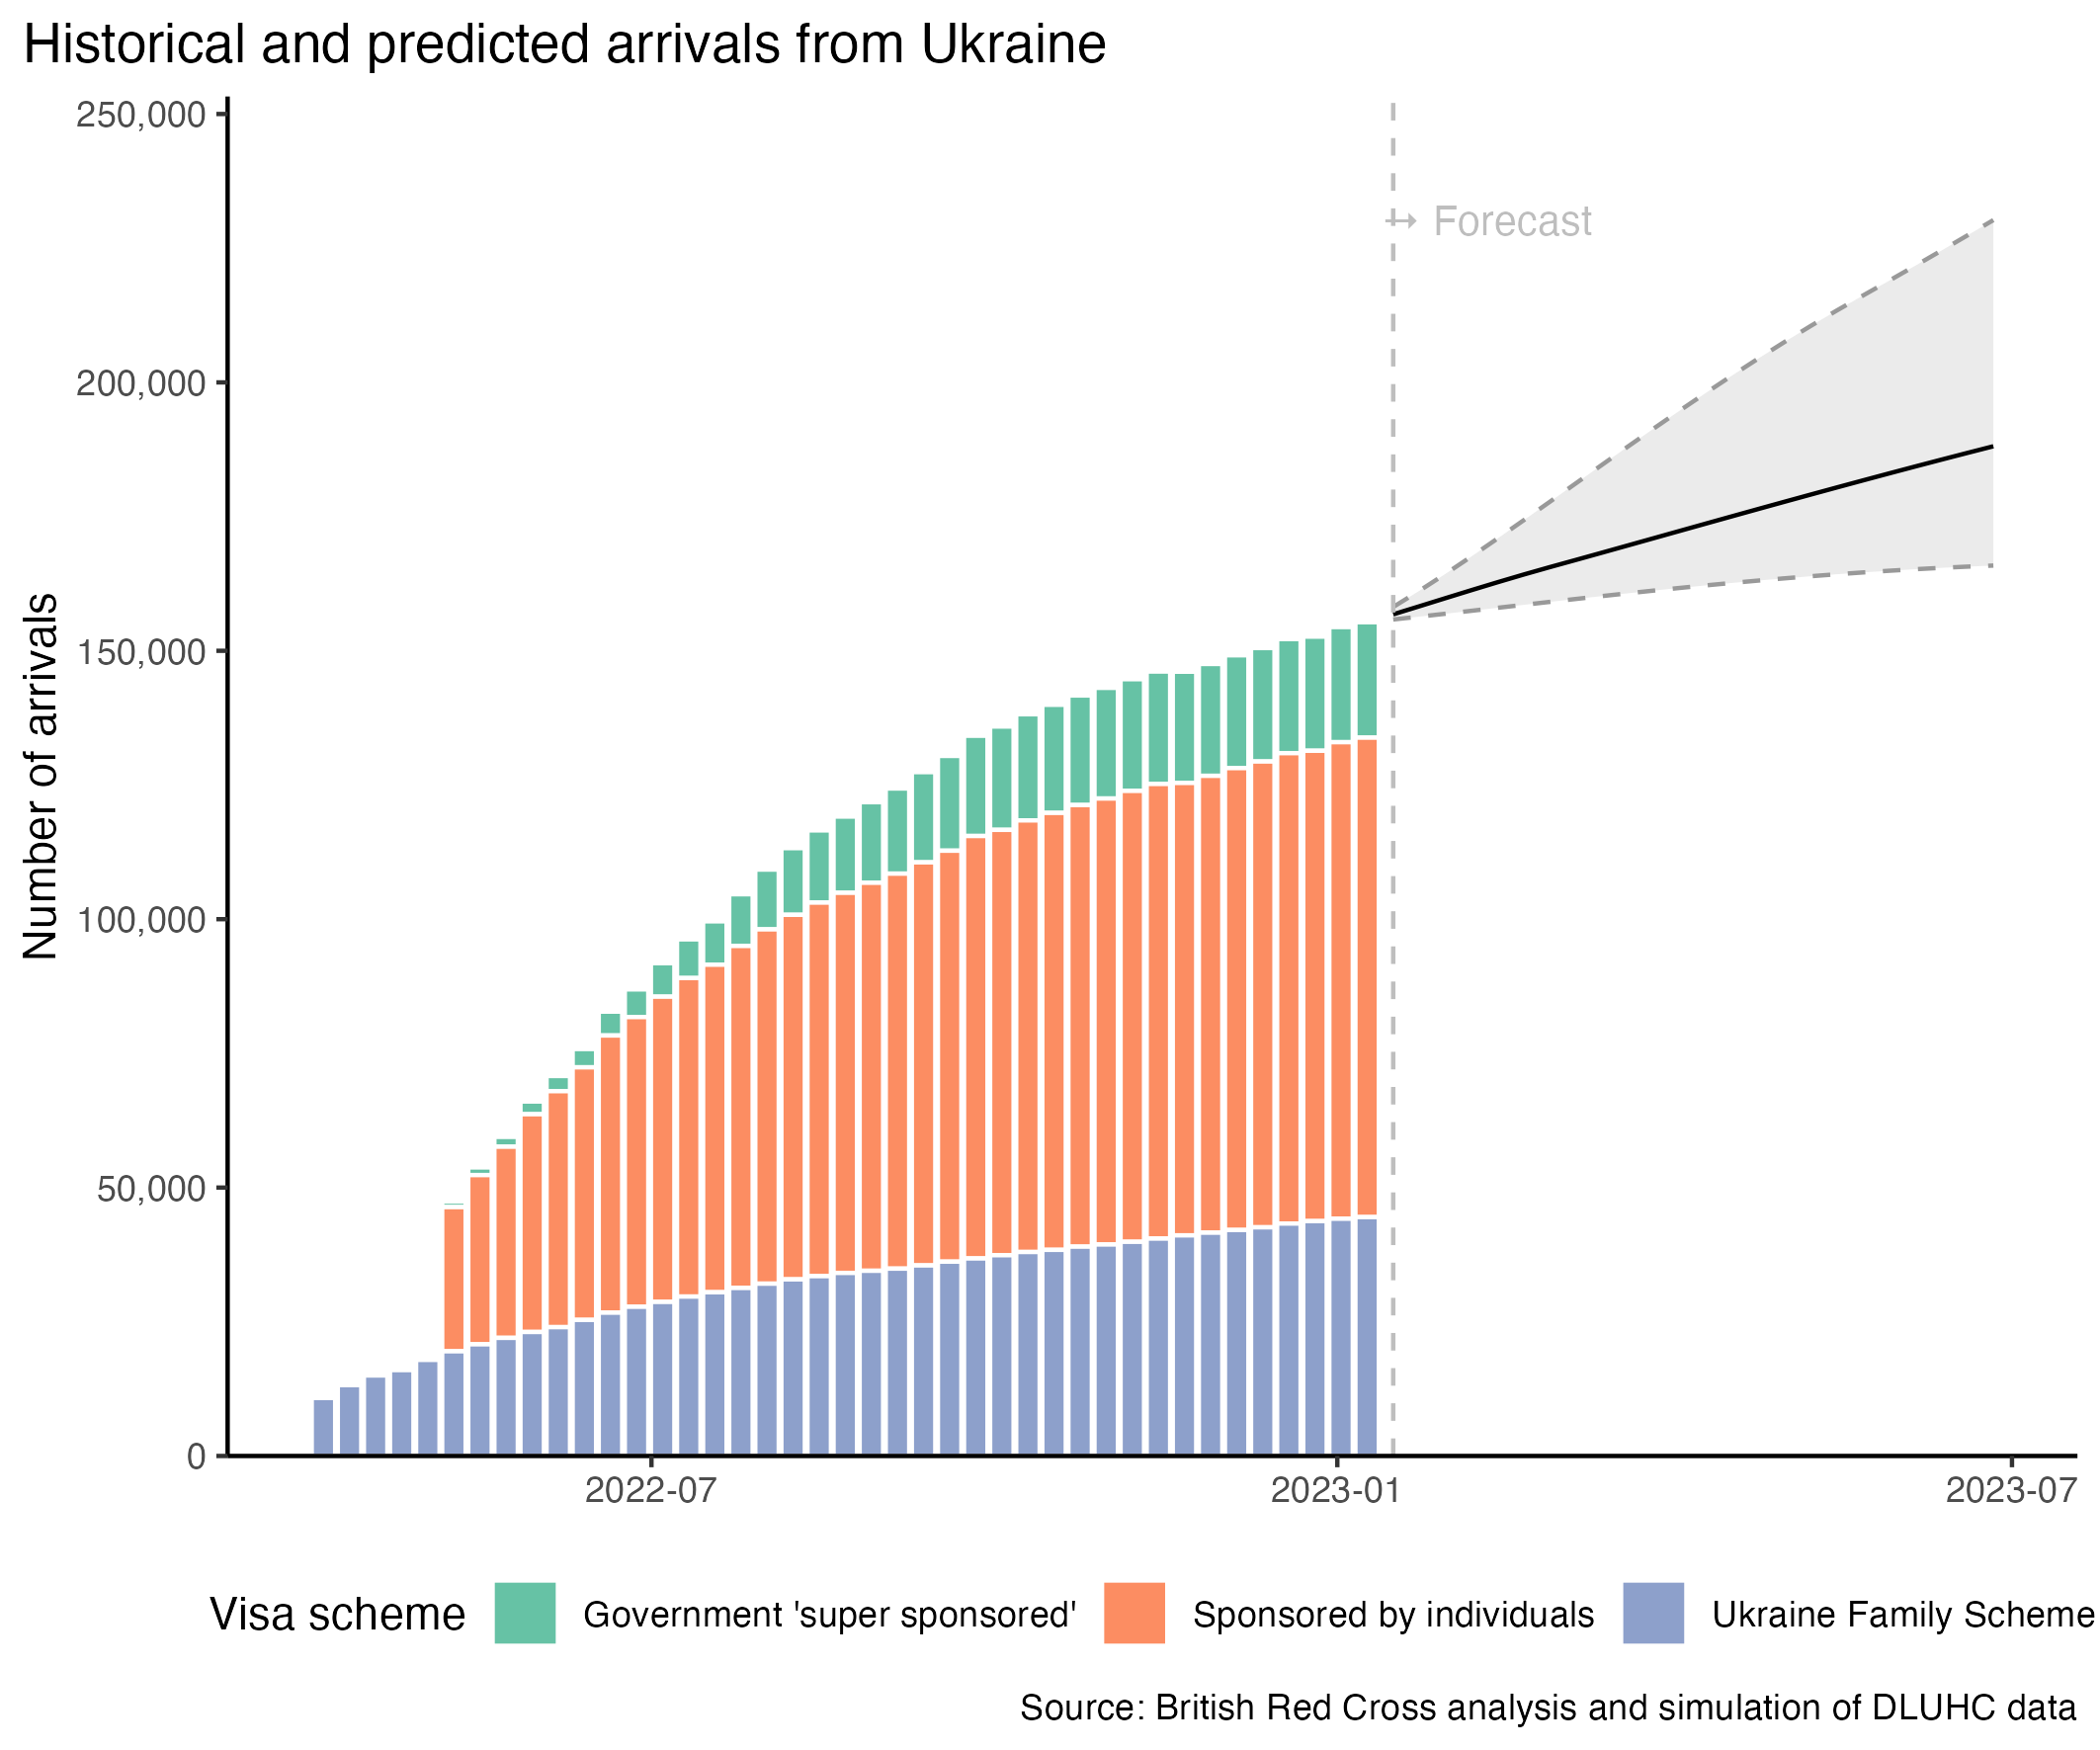 Historical and predicted arrivals from Ukraine
Number of arrivals
250,000
200,000
150,000
100,000
50,000
0
Forecast
2022-07
2023-01
2023-07
Visa scheme
Government 'super sponsored'
Sponsored by individuals
Ukraine Family Scheme
Source: British Red Cross analysis and simulation of DLUHC data